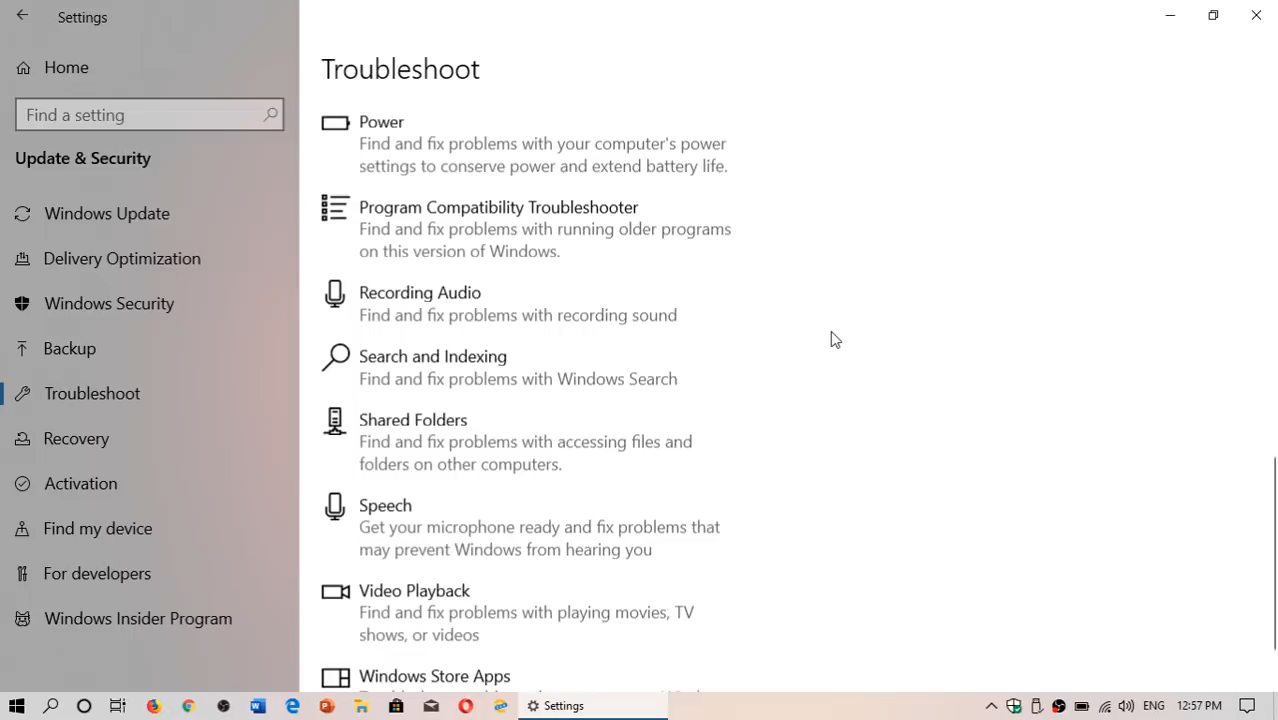 Settings
Home
Find a setting
Update & Security
Windows Update
Delivery Optimization
Windows Security
Backup
Troubleshoot
Recovery
Activation
Find my device
For developers
Windows Insider Program
Troubleshoot
Power
Find and fix problems with your computer's power
settings to conserve power and extend battery life.
Program Compatibility Troubleshooter
Find and fix problems with running older programs
on this version of Windows.
Recording Audio
Find and fix problems with recording sound
Search and Indexing
Find and fix problems with Windows Search
Shared Folders
Find and fix problems with accessing files and
folders on other computers.
Speech
Get your microphone ready and fix problems that
may prevent Windows from hearing you
Video Playback
Find and fix problems with playing movies, TV
shows, or videos
Windows Store Apps
Settings
ENG
12:57 PM